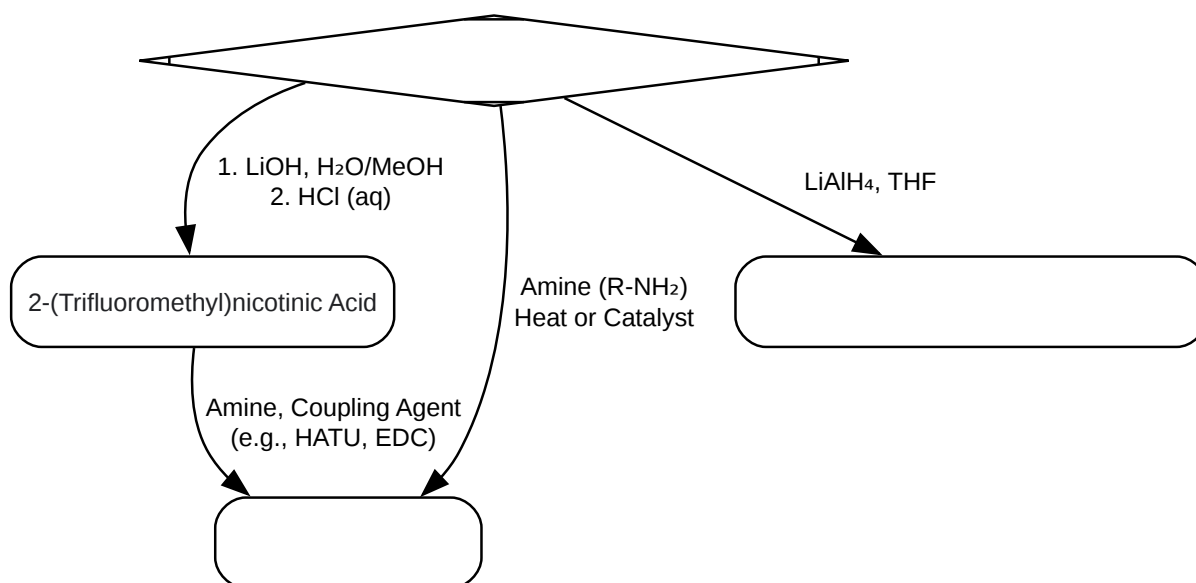 1. LiOH, H₂O/MeOH
2. HCl (aq)
LiAlH₄, THF
2-(Trifluoromethyl)nicotinic Acid
Amine (R-NH₂)
Heat or Catalyst
Amine, Coupling Agent
(e.g., HATU, EDC)